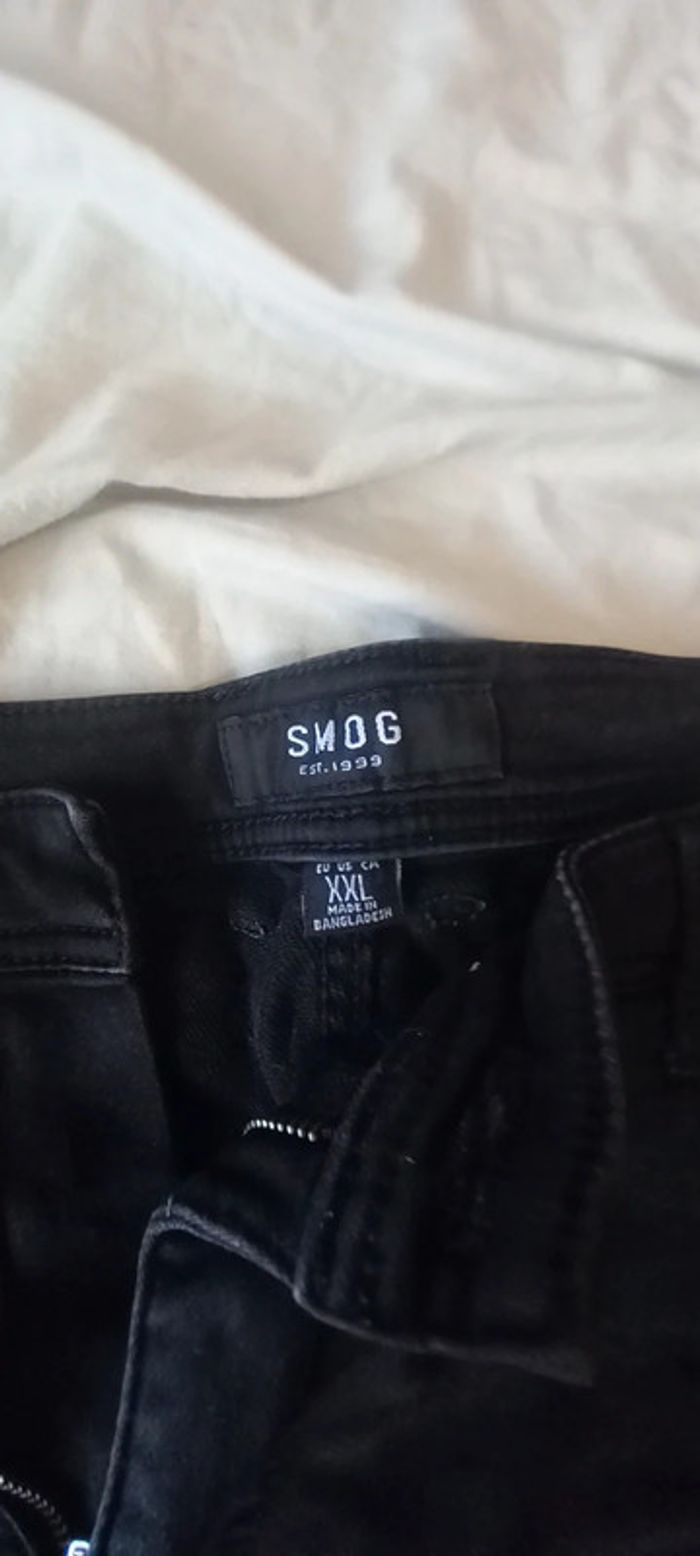 SMOG
EST.1999
EU US CA
XXL
MADE IN
BANGLADESH